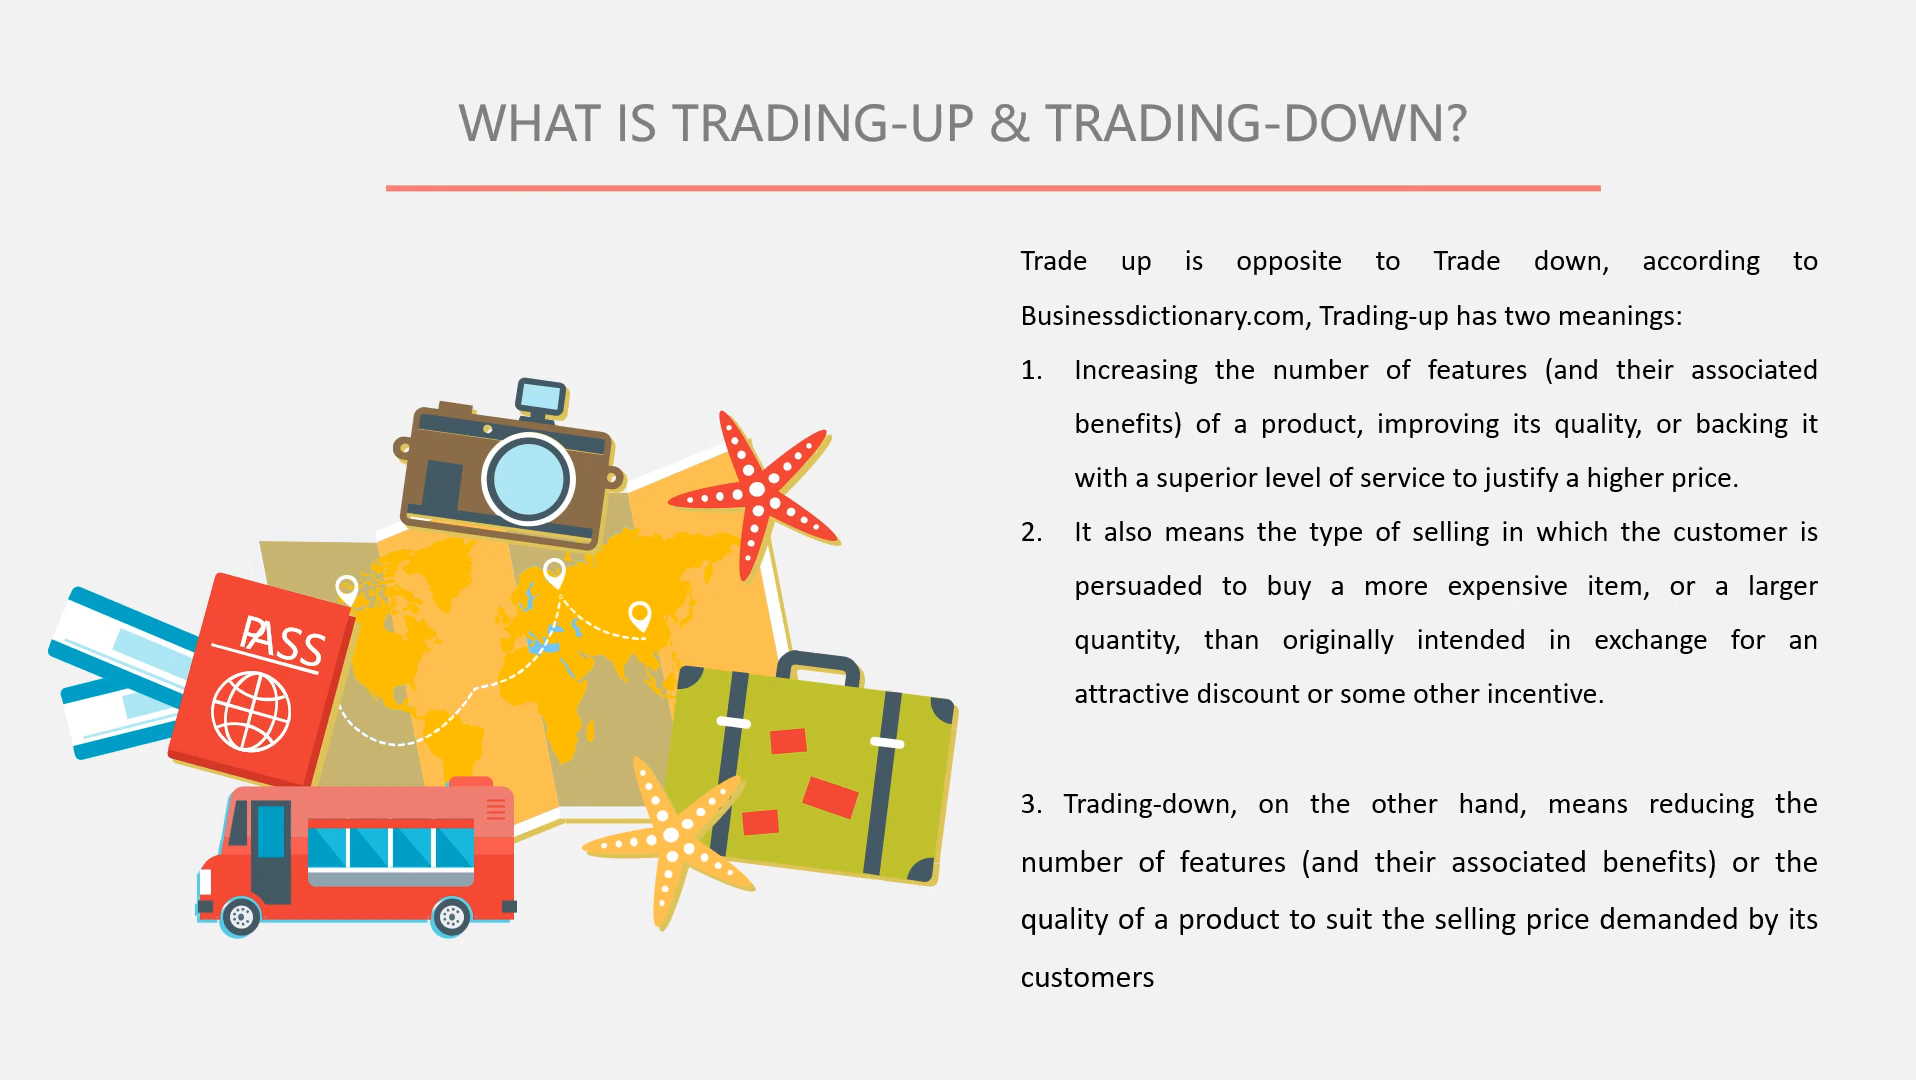 WHAT IS TRADING-UP & TRADING-DOWN?
Trade up is opposite to Trade down, according to
Businessdictionary.com, Trading-up has two meanings:
1. Increasing the number of features (and their associated
benefits) of a product, improving its quality, or backing it
with a superior level of service to justify a higher price.
2. It also means the type of selling in which the customer is
persuaded to buy a more expensive item, or a larger
quantity, than originally intended in exchange for an
attractive discount or some other incentive.
3. Trading-down, on the other hand, means reducing the
number of features (and their associated benefits) or the
quality of a product to suit the selling price demanded by its
customers
PASS